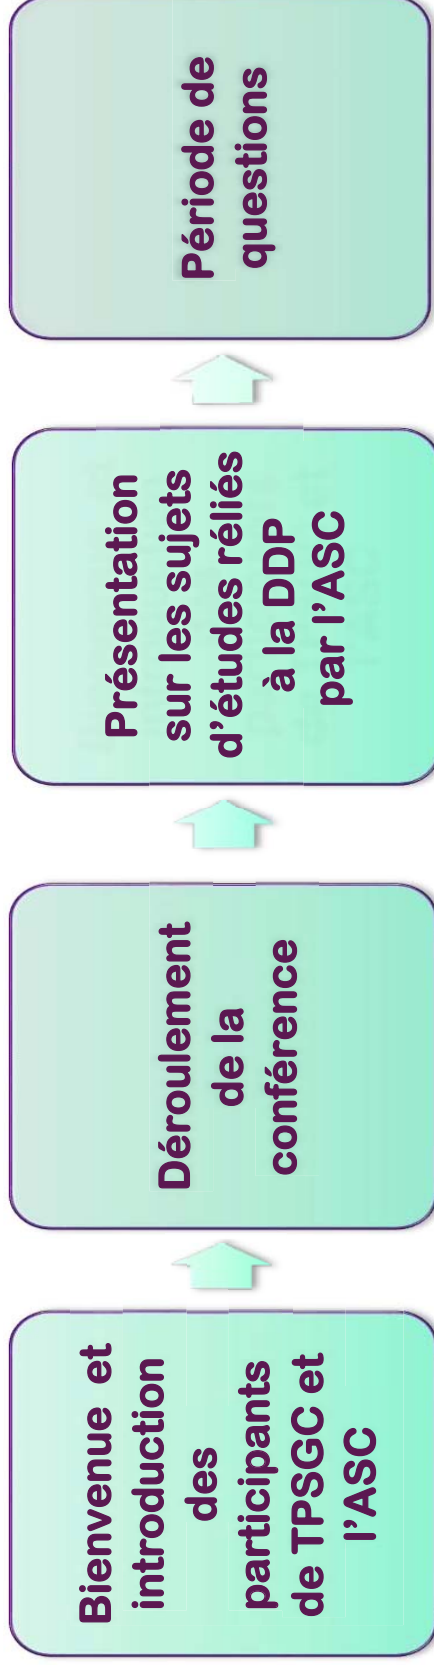 Bienvenue et
introduction
des
participants
de TPSGC et
l'ASC
Déroulement
de la
conférence
Présentation
sur les sujets
d'études réliés
à la DDP
par l'ASC
Période de
questions